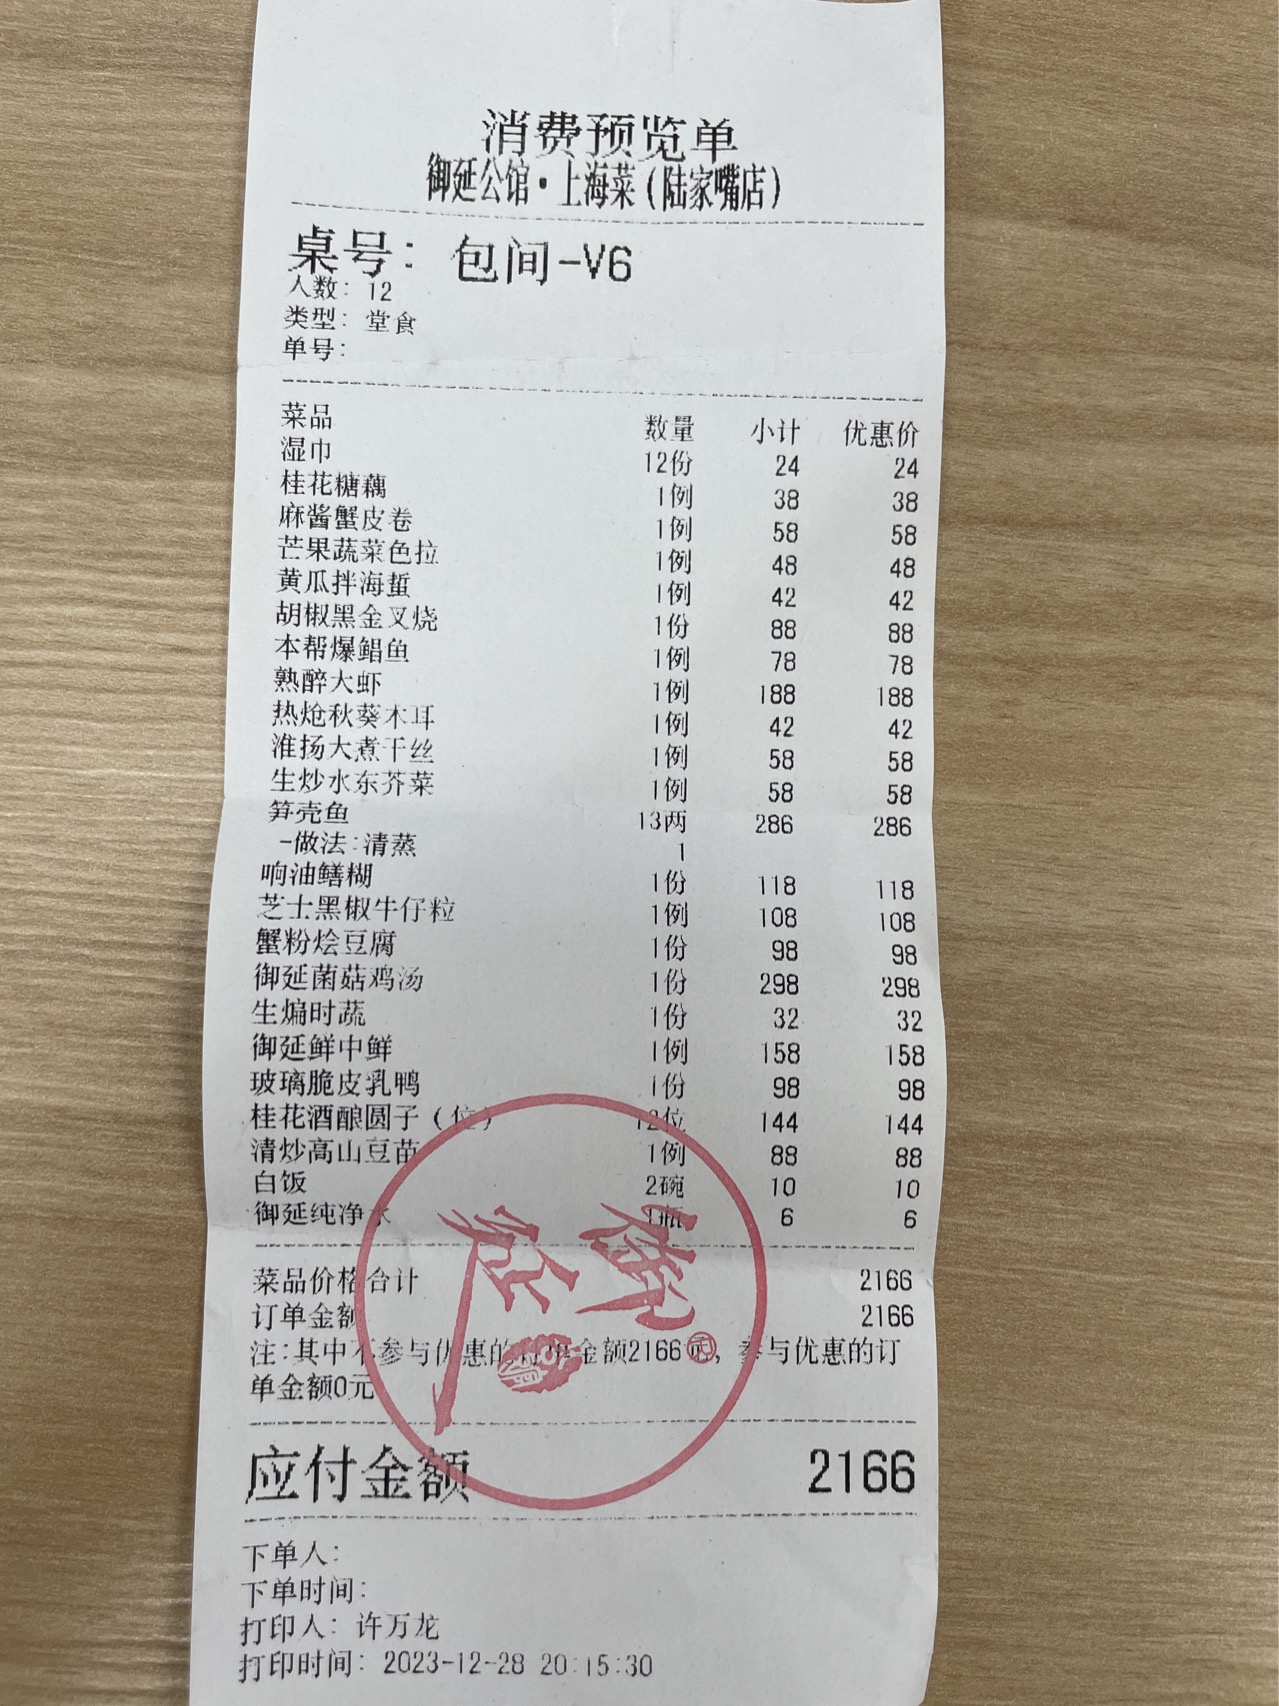 消费预览单
御延公馆·上海菜(陆家嘴店)
桌号: 包间-V6
人数: 12
类型: 堂食
单号:
菜品 数量 小计 优惠价
湿巾 12份 24 24
桂花糖藕 1例 38 38
麻酱蟹皮卷 1例 58 58
芒果蔬菜色拉 1例 48 48
黄瓜拌海蜇 1例 42 42
胡椒黑金叉烧 1份 88 88
本帮爆鲳鱼 1例 78 78
熟醉大虾 1例 188 188
热炝秋葵木耳 1例 42 42
淮扬大煮干丝 1例 58 58
生炒水东芥菜 1例 58 58
笋壳鱼 13两 286 286
-做法:清蒸 1
响油鳝糊 1份 118 118
芝士黑椒牛仔粒 1例 108 108
蟹粉烩豆腐 1份 98 98
御延菌菇鸡汤 1份 298 298
生煸时蔬 1份 32 32
御延鲜中鲜 1例 158 158
玻璃脆皮乳鸭 1份 98 98
桂花酒酿圆子(位) 12位 144 144
清炒高山豆苗 1例 88 88
白饭 2碗 10 10
御延纯净水 1瓶 6 6
菜品价格合计 2166
订单金额 2166
注:其中不参与优惠的订单金额2166元, 参与优惠的订
单金额0元
御延
应付金额 2166
下单人:
下单时间:
打印人: 许万龙
打印时间: 2023-12-28 20:15:30